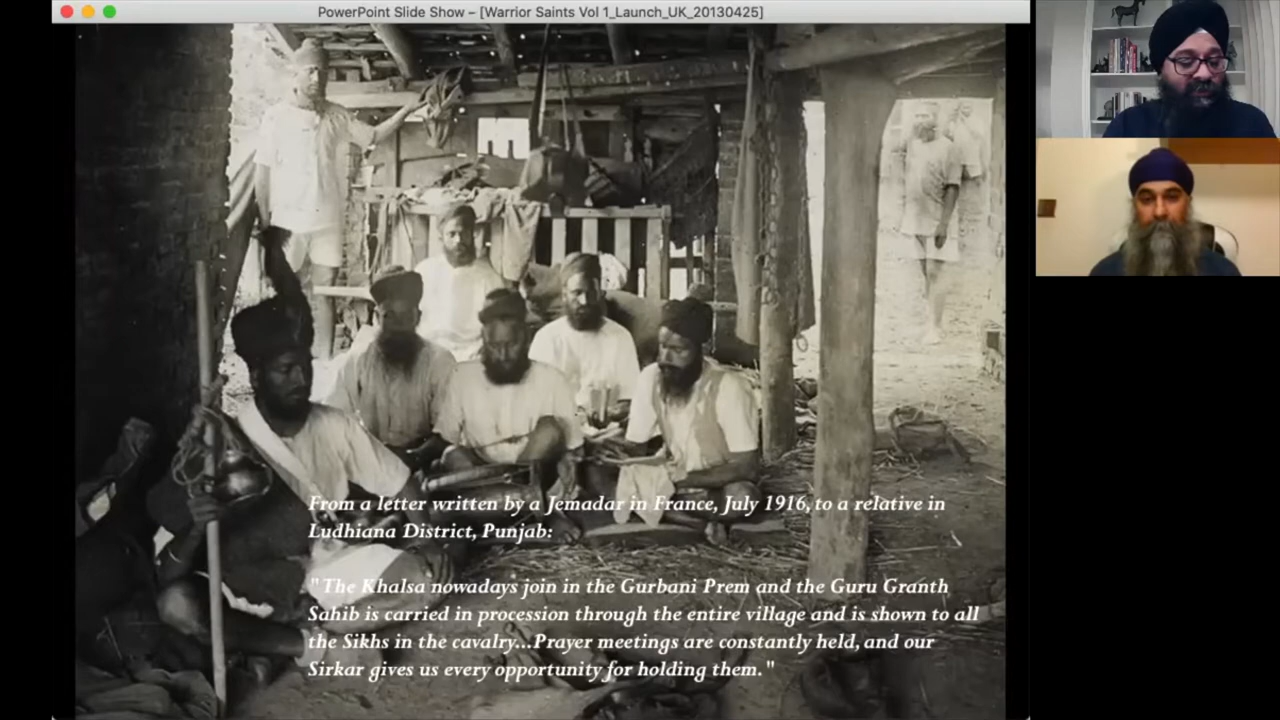 PowerPoint Slide Show – [Warrior Saints Vol 1_Launch_UK_20130425]
From a letter written by a Jemadar in France, July 1916, to a relative in
Ludhiana District, Punjab:
"The Khalsa nowadays join in the Gurbani Prem and the Guru Granth
Sahib is carried in procession through the entire village and is shown to all
the Sikhs in the cavalry...Prayer meetings are constantly held, and our
Sirkar gives us every opportunity for holding them."